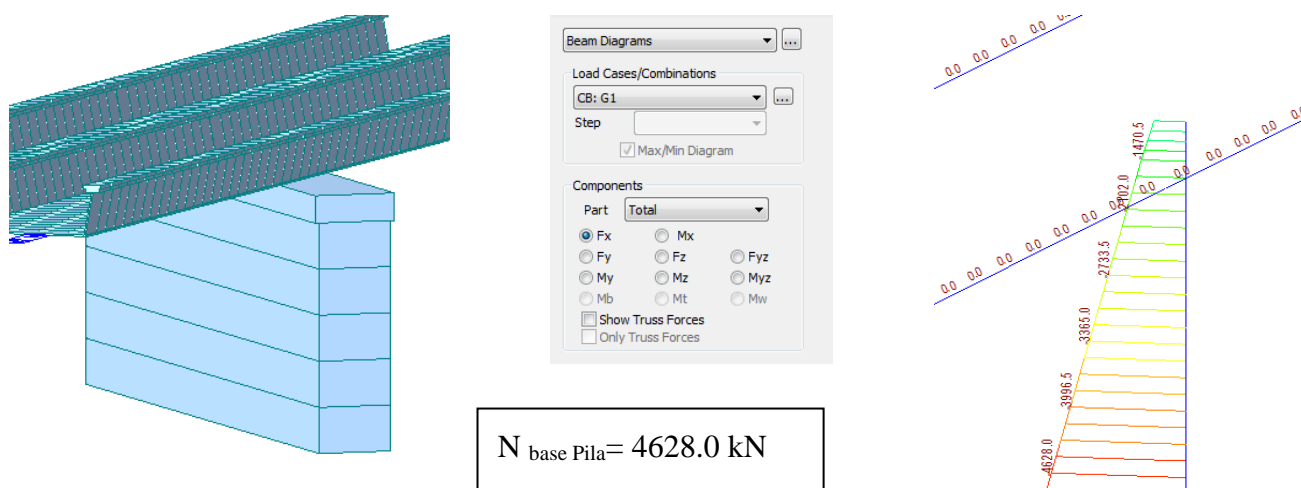 Beam Diagrams
...
Load Cases/Combinations
CB: G1
...
Step
Max/Min Diagram
Components
Part Total
Fx Mx
Fy Fz Fyz
My Mz Myz
Mb Mt Mw
Show Truss Forces
Only Truss Forces
N base Pila= 4628.0 kN
0.0 0.0 0.0 0.0 0.0
0.0 0.0 0.0 0.0 0.0 0.0 0.0 0.0 0.0 0.0 0.0 0.0 0.0
-1470.5
-2102.0
-2733.5
-3365.0
-3996.5
-4628.0